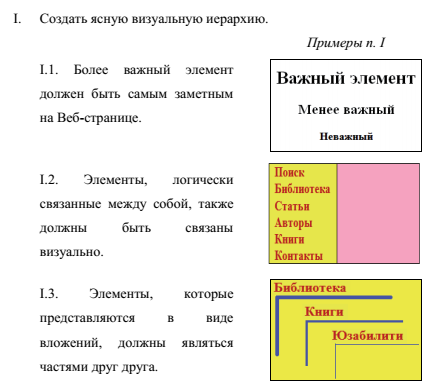 I. Создать ясную визуальную иерархию.
Примеры п. I
I.1. Более важный элемент
должен быть самым заметным
на Веб-странице.
Важный элемент
Менее важный
Неважный
I.2. Элементы, логически
связанные между собой, также
должны быть связаны
визуально.
Поиск
Библиотека
Статьи
Авторы
Книги
Контакты
I.3. Элементы, которые
представляются в виде
вложений, должны являться
частями друг друга.
Библиотека
Книги
Юзабилити